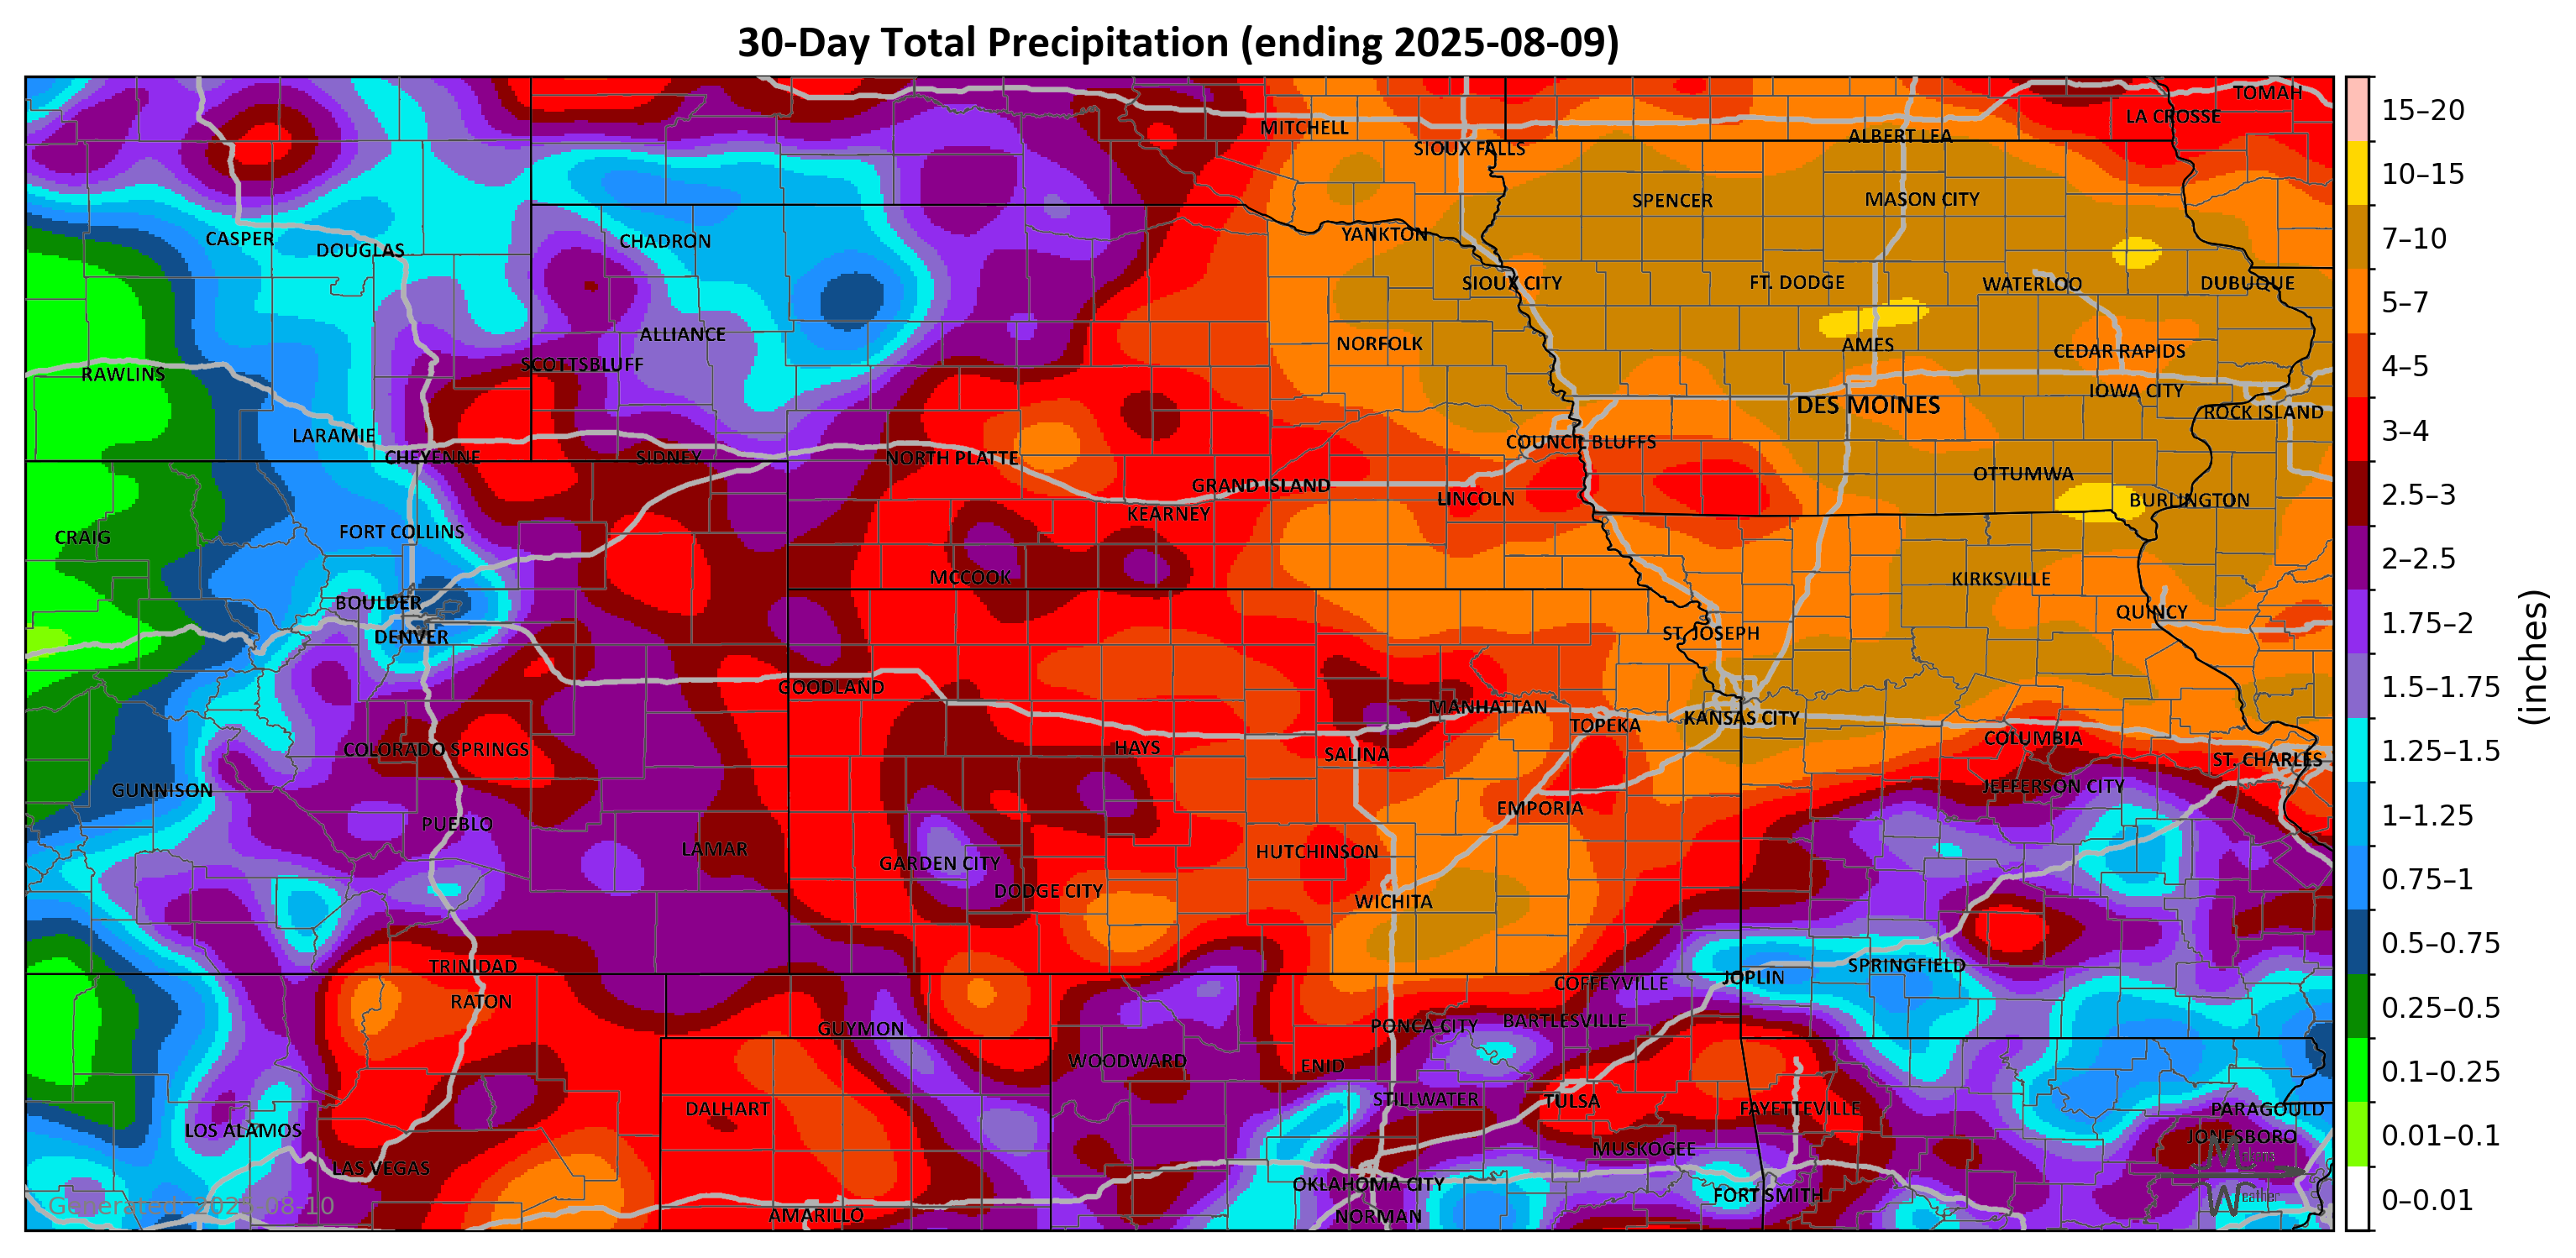 30-Day Total Precipitation (ending 2025-08-09)
TOMAH
LA CROSSE
MITCHELL
ALBERT LEA
SIOUX FALLS
SPENCER
MASON CITY
CASPER
DOUGLAS
CHADRON
YANKTON
SIOUX CITY
FT. DODGE
WATERLOO
DUBUQUE
ALLIANCE
NORFOLK
AMES
CEDAR RAPIDS
SCOTTSBLUFF
RAWLINS
IOWA CITY
DES MOINES
ROCK ISLAND
LARAMIE
COUNCIL BLUFFS
CHEYENNE
SIDNEY
NORTH PLATTE
OTTUMWA
GRAND ISLAND
LINCOLN
BURLINGTON
KEARNEY
FORT COLLINS
CRAIG
MCCOOK
KIRKSVILLE
BOULDER
QUINCY
DENVER
ST. JOSEPH
GOODLAND
MANHATTAN
TOPEKA
KANSAS CITY
COLORADO SPRINGS
HAYS
SALINA
COLUMBIA
ST. CHARLES
GUNNISON
JEFFERSON CITY
EMPORIA
PUEBLO
LAMAR
GARDEN CITY
HUTCHINSON
DODGE CITY
WICHITA
TRINIDAD
SPRINGFIELD
JOPLIN
COFFEYVILLE
RATON
GUYMON
PONCA CITY
BARTLESVILLE
WOODWARD
ENID
DALHART
STILLWATER
TULSA
FAYETTEVILLE
PARAGOULD
LOS ALAMOS
JONESBORO
MUSKOGEE
LAS VEGAS
OKLAHOMA CITY
FORT SMITH
AMARILLO
NORMAN
Generated: 2025-08-10
Weather
15–20
10–15
7–10
5–7
4–5
3–4
2.5–3
2–2.5
1.75–2
1.5–1.75
1.25–1.5
1–1.25
0.75–1
0.5–0.75
0.25–0.5
0.1–0.25
0.01–0.1
0–0.01
(inches)